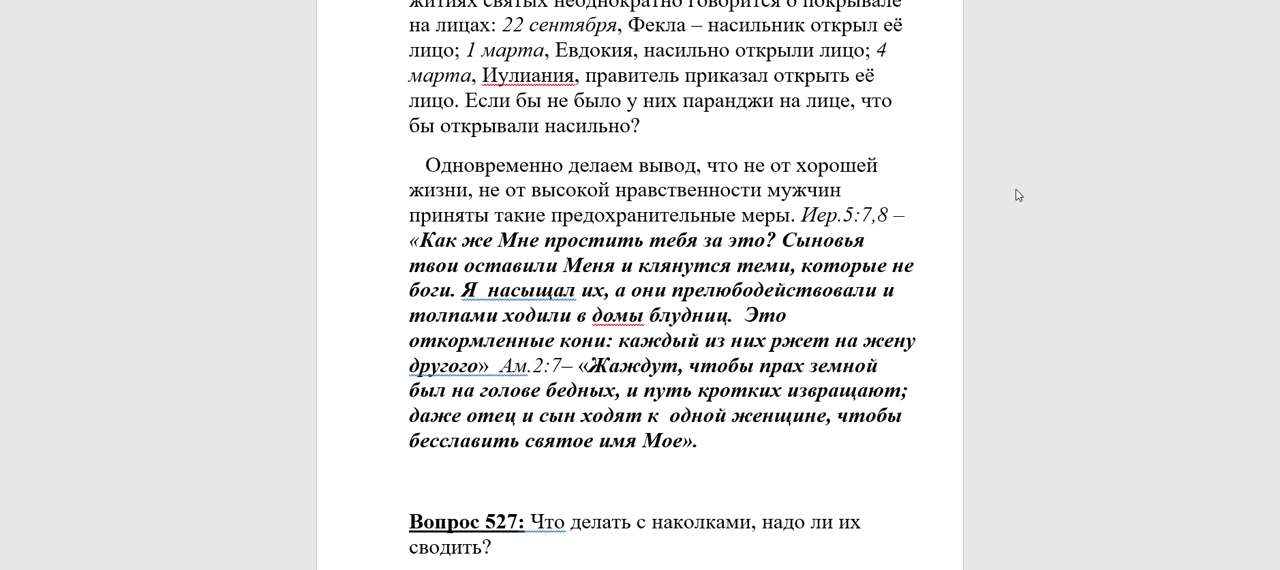 житиях святых неоднократно говорится о покрывале
на лицах: 22 сентября, Фекла – насильник открыл её
лицо; 1 марта, Евдокия, насильно открыли лицо; 4
марта, Иулиания, правитель приказал открыть её
лицо. Если бы не было у них паранджи на лице, что
бы открывали насильно?
Одновременно делаем вывод, что не от хорошей
жизни, не от высокой нравственности мужчин
приняты такие предохранительные меры. Иер.5:7,8 –
«Как же Мне простить тебя за это? Сыновья
твои оставили Меня и клянутся теми, которые не
боги. Я  насыщал их, а они прелюбодействовали и
толпами ходили в домы блудниц.  Это
откормленные кони: каждый из них ржет на жену
другого»  Ам.2:7– «Жаждут, чтобы прах земной
был на голове бедных, и путь кротких извращают;
даже отец и сын ходят к  одной женщине, чтобы
бесславить святое имя Мое».
Вопрос 527: Что делать с наколками, надо ли их
сводить?